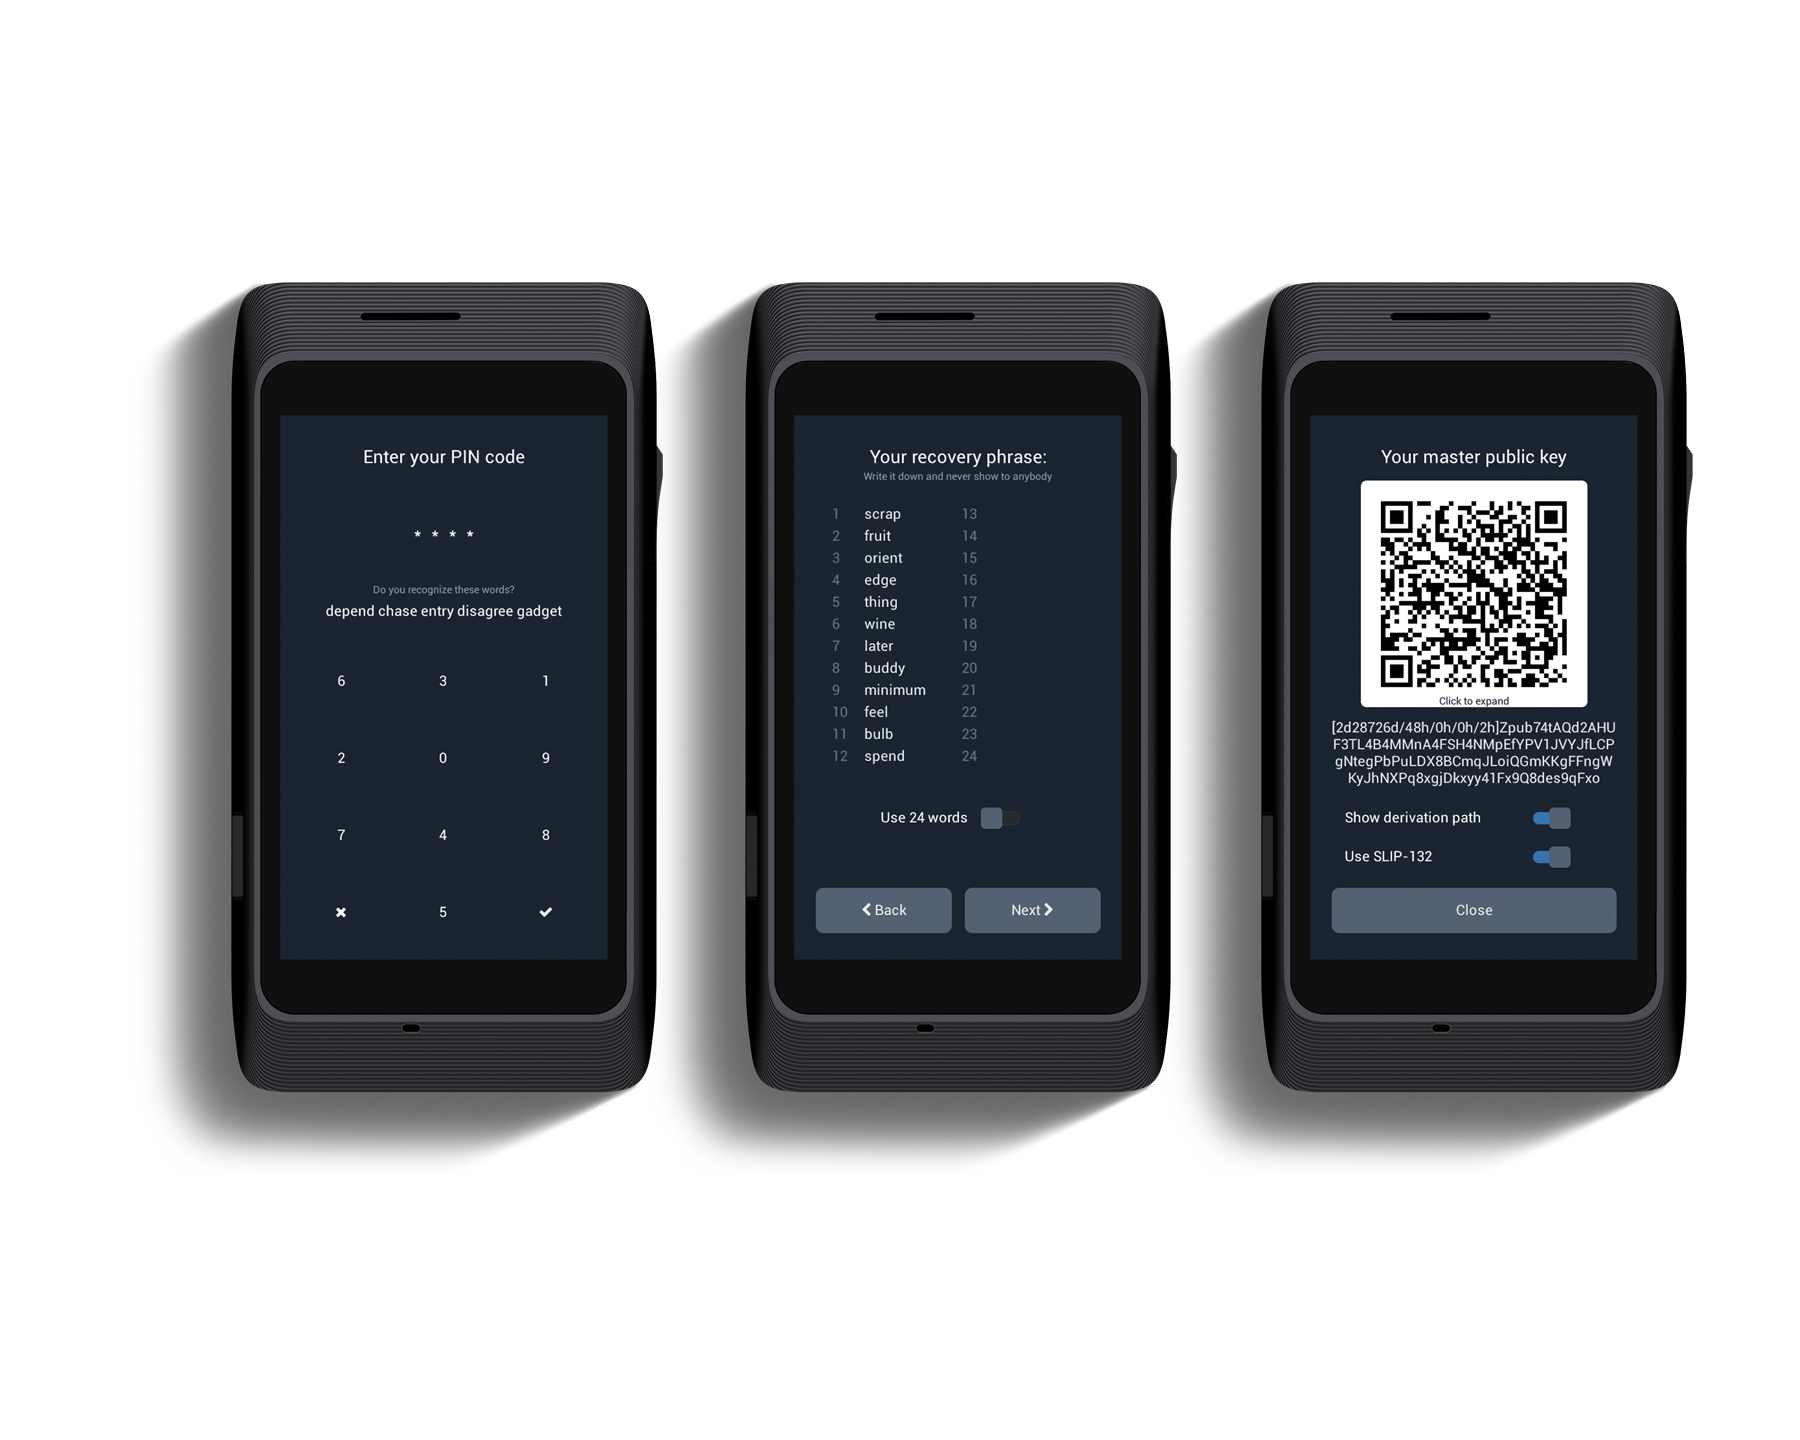 Enter your PIN code
* * * *
Do you recognize these words?
depend chase entry disagree gadget
6 3 1
2 0 9
7 4 8
5
Your recovery phrase:
Write it down and never show to anybody
1 scrap 13
2 fruit 14
3 orient 15
4 edge 16
5 thing 17
6 wine 18
7 later 19
8 buddy 20
9 minimum 21
10 feel 22
11 bulb 23
12 spend 24
Use 24 words
Back Next
Your master public key
Click to expand
[2d28726d/48h/0h/0h/2h]Zpub74tAQd2AHU
F3TL4B4MMnA4FSH4NMpEfYPV1JVYJfLCP
gNtegPbPuLDX8BCmqJLoiQGmKKgFFngW
KyJhNXPq8xgjDkxyy41Fx9Q8des9qFxo
Show derivation path
Use SLIP-132
Close